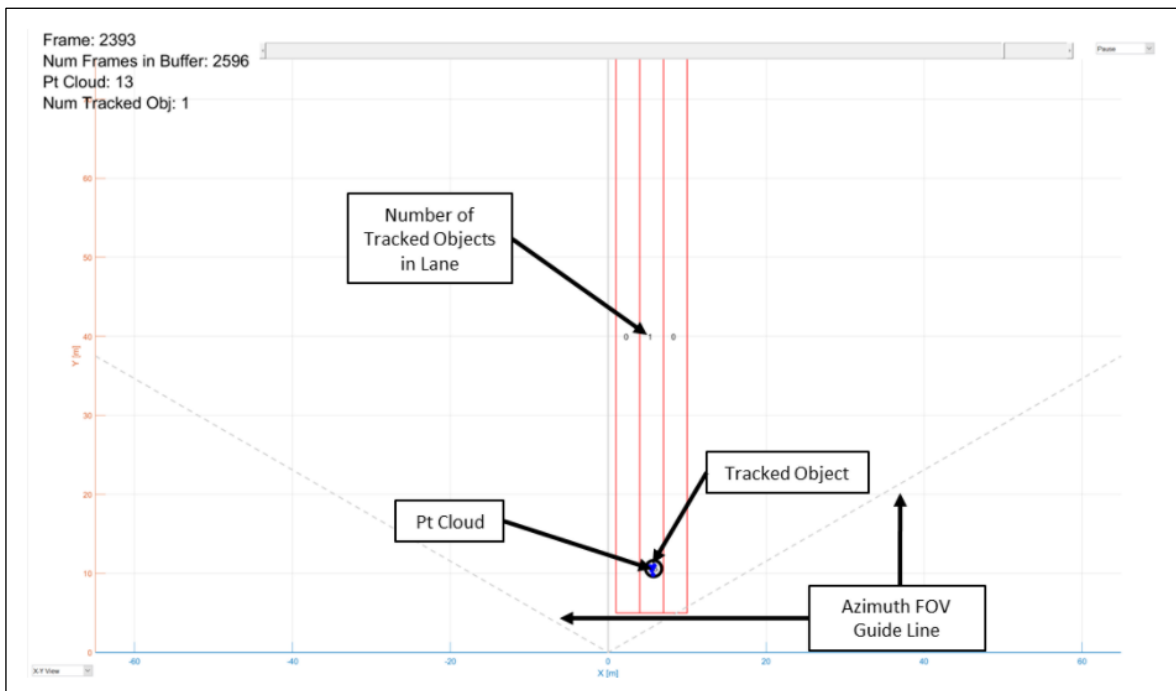 Frame: 2393
Num Frames in Buffer: 2596
Pt Cloud: 13
Num Tracked Obj: 1
Pause
60
Number of
Tracked Objects
in Lane
50
40
0 1 0
Y [m]
30
Tracked Object
20
Pt Cloud
10
Azimuth FOV
Guide Line
0
-60 -40 -20 0 20 40 60
X-Y View
X [m]